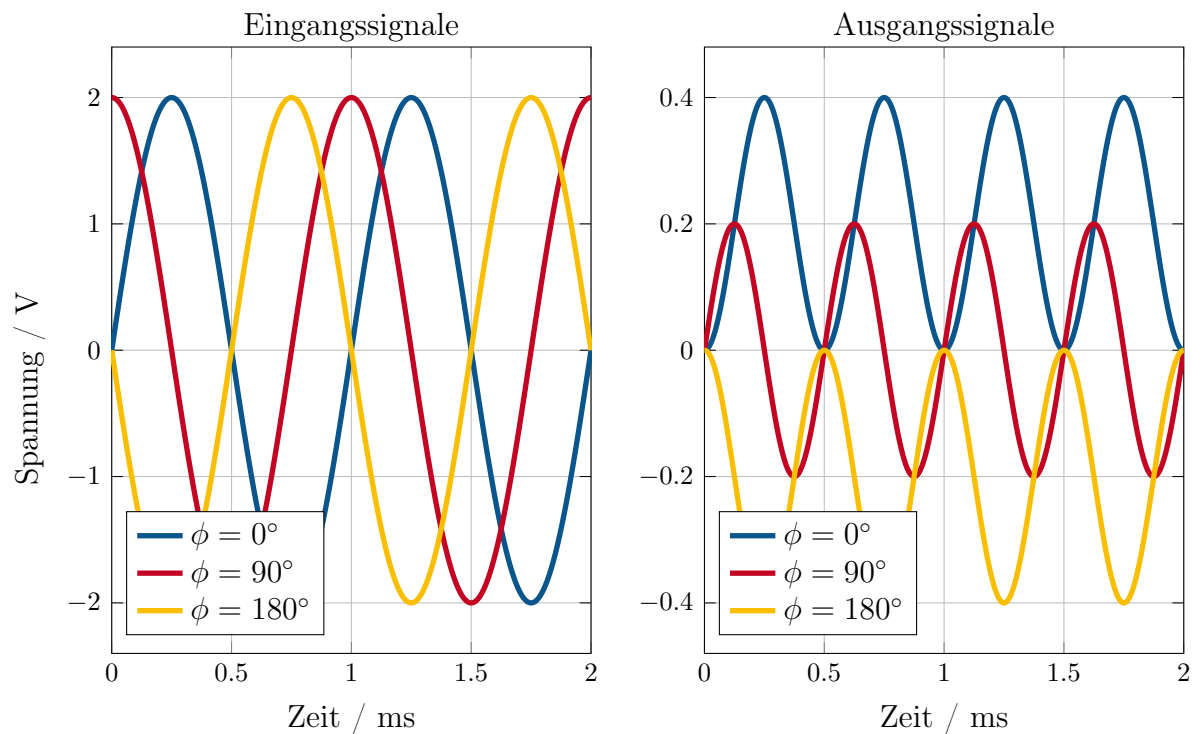 Eingangssignale
Spannung / V
2
1
0
−1
−2
ϕ = 0°
ϕ = 90°
ϕ = 180°
0 0.5 1 1.5 2
Zeit / ms
Ausgangssignale
0.4
0.2
0
−0.2
−0.4
ϕ = 0°
ϕ = 90°
ϕ = 180°
0 0.5 1 1.5 2
Zeit / ms